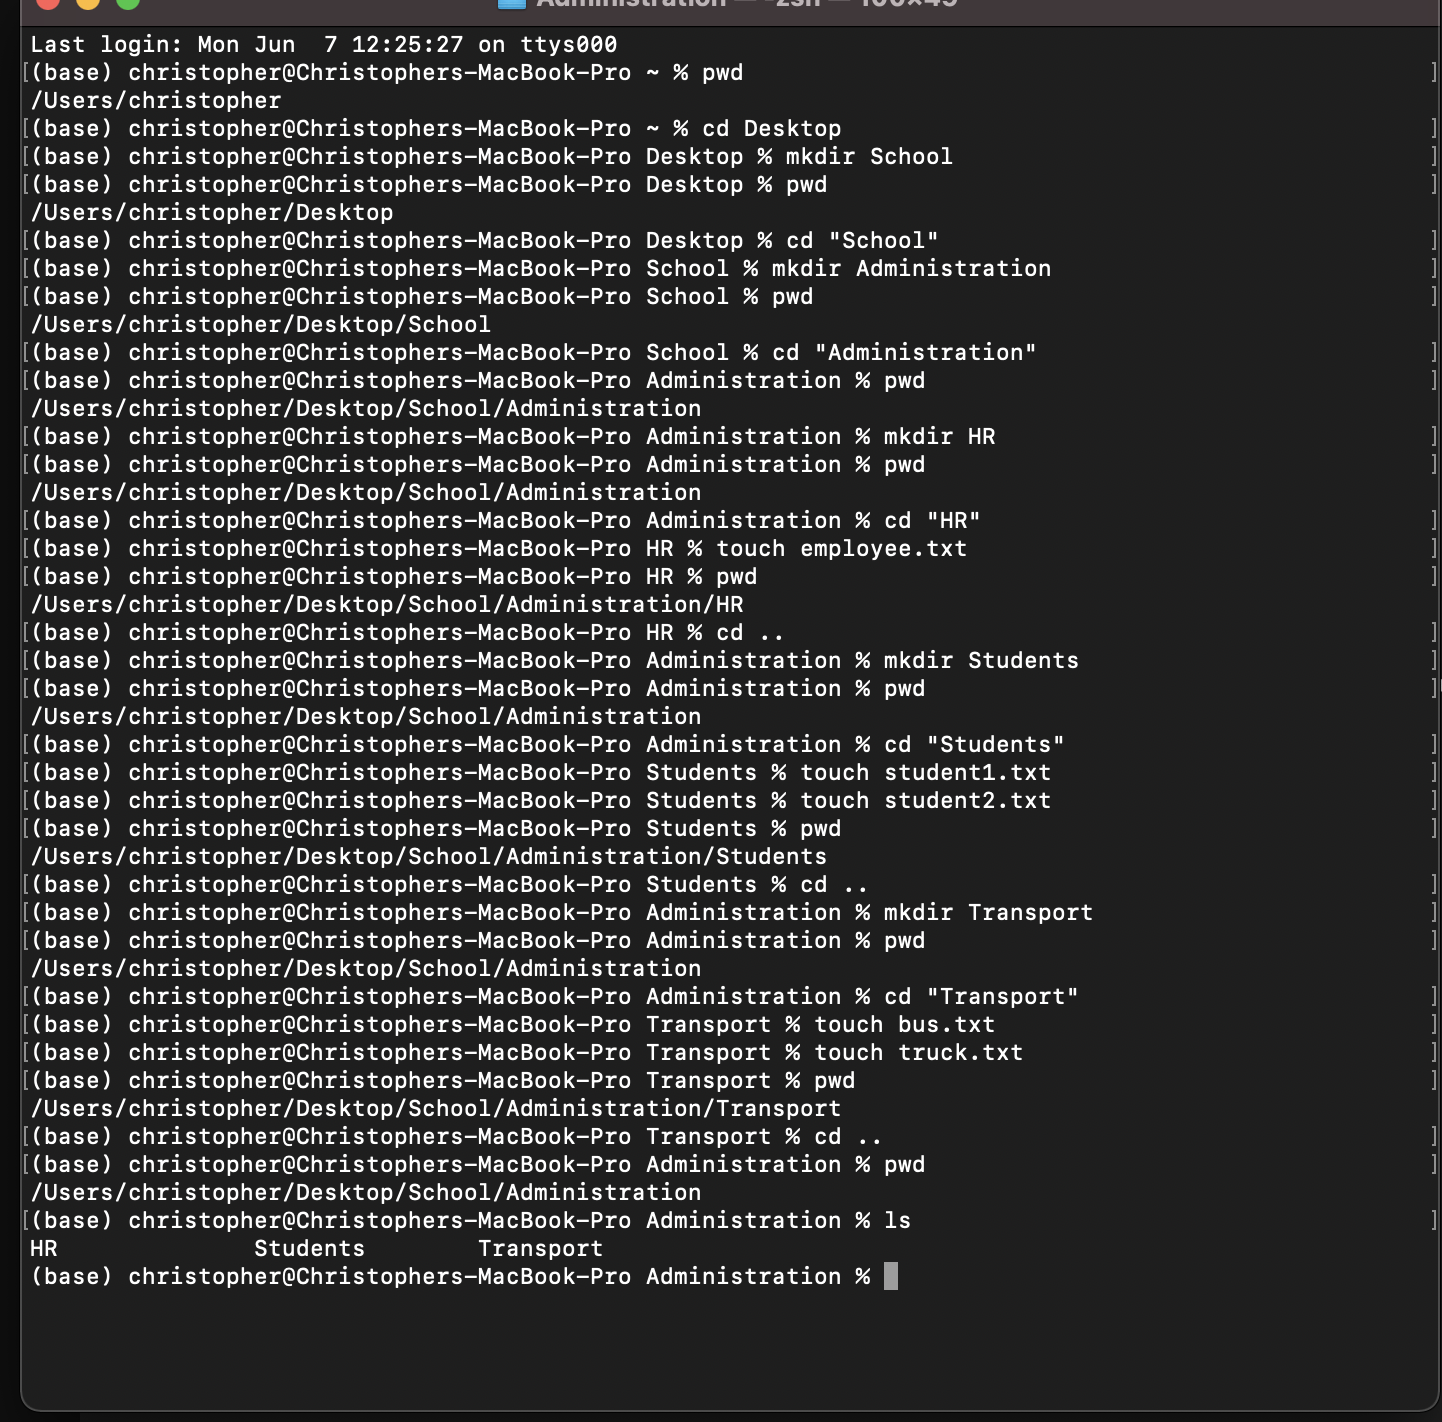 Administration — -zsh — 100×45
Last login: Mon Jun  7 12:25:27 on ttys000
[(base) christopher@Christophers-MacBook-Pro ~ % pwd ]
/Users/christopher
[(base) christopher@Christophers-MacBook-Pro ~ % cd Desktop ]
[(base) christopher@Christophers-MacBook-Pro Desktop % mkdir School ]
[(base) christopher@Christophers-MacBook-Pro Desktop % pwd ]
/Users/christopher/Desktop
[(base) christopher@Christophers-MacBook-Pro Desktop % cd "School" ]
[(base) christopher@Christophers-MacBook-Pro School % mkdir Administration ]
[(base) christopher@Christophers-MacBook-Pro School % pwd ]
/Users/christopher/Desktop/School
[(base) christopher@Christophers-MacBook-Pro School % cd "Administration" ]
[(base) christopher@Christophers-MacBook-Pro Administration % pwd ]
/Users/christopher/Desktop/School/Administration
[(base) christopher@Christophers-MacBook-Pro Administration % mkdir HR ]
[(base) christopher@Christophers-MacBook-Pro Administration % pwd ]
/Users/christopher/Desktop/School/Administration
[(base) christopher@Christophers-MacBook-Pro Administration % cd "HR" ]
[(base) christopher@Christophers-MacBook-Pro HR % touch employee.txt ]
[(base) christopher@Christophers-MacBook-Pro HR % pwd ]
/Users/christopher/Desktop/School/Administration/HR
[(base) christopher@Christophers-MacBook-Pro HR % cd .. ]
[(base) christopher@Christophers-MacBook-Pro Administration % mkdir Students ]
[(base) christopher@Christophers-MacBook-Pro Administration % pwd ]
/Users/christopher/Desktop/School/Administration
[(base) christopher@Christophers-MacBook-Pro Administration % cd "Students" ]
[(base) christopher@Christophers-MacBook-Pro Students % touch student1.txt ]
[(base) christopher@Christophers-MacBook-Pro Students % touch student2.txt ]
[(base) christopher@Christophers-MacBook-Pro Students % pwd ]
/Users/christopher/Desktop/School/Administration/Students
[(base) christopher@Christophers-MacBook-Pro Students % cd .. ]
[(base) christopher@Christophers-MacBook-Pro Administration % mkdir Transport ]
[(base) christopher@Christophers-MacBook-Pro Administration % pwd ]
/Users/christopher/Desktop/School/Administration
[(base) christopher@Christophers-MacBook-Pro Administration % cd "Transport" ]
[(base) christopher@Christophers-MacBook-Pro Transport % touch bus.txt ]
[(base) christopher@Christophers-MacBook-Pro Transport % touch truck.txt ]
[(base) christopher@Christophers-MacBook-Pro Transport % pwd ]
/Users/christopher/Desktop/School/Administration/Transport
[(base) christopher@Christophers-MacBook-Pro Transport % cd .. ]
[(base) christopher@Christophers-MacBook-Pro Administration % pwd ]
/Users/christopher/Desktop/School/Administration
[(base) christopher@Christophers-MacBook-Pro Administration % ls ]
HR              Students        Transport
(base) christopher@Christophers-MacBook-Pro Administration %